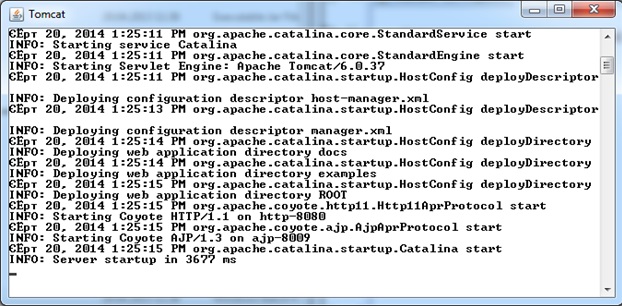 Tomcat
ЄЕрт 20, 2014 1:25:11 PM org.apache.catalina.core.StandardService start
INFO: Starting service Catalina
ЄЕрт 20, 2014 1:25:11 PM org.apache.catalina.core.StandardEngine start
INFO: Starting Servlet Engine: Apache Tomcat/6.0.37
ЄЕрт 20, 2014 1:25:11 PM org.apache.catalina.startup.HostConfig deployDescriptor
INFO: Deploying configuration descriptor host-manager.xml
ЄЕрт 20, 2014 1:25:13 PM org.apache.catalina.startup.HostConfig deployDescriptor
INFO: Deploying configuration descriptor manager.xml
ЄЕрт 20, 2014 1:25:14 PM org.apache.catalina.startup.HostConfig deployDirectory
INFO: Deploying web application directory docs
ЄЕрт 20, 2014 1:25:14 PM org.apache.catalina.startup.HostConfig deployDirectory
INFO: Deploying web application directory examples
ЄЕрт 20, 2014 1:25:15 PM org.apache.catalina.startup.HostConfig deployDirectory
INFO: Deploying web application directory ROOT
ЄЕрт 20, 2014 1:25:15 PM org.apache.coyote.http11.Http11AprProtocol start
INFO: Starting Coyote HTTP/1.1 on http-8080
ЄЕрт 20, 2014 1:25:15 PM org.apache.coyote.ajp.AjpAprProtocol start
INFO: Starting Coyote AJP/1.3 on ajp-8009
ЄЕрт 20, 2014 1:25:15 PM org.apache.catalina.startup.Catalina start
INFO: Server startup in 3677 ms